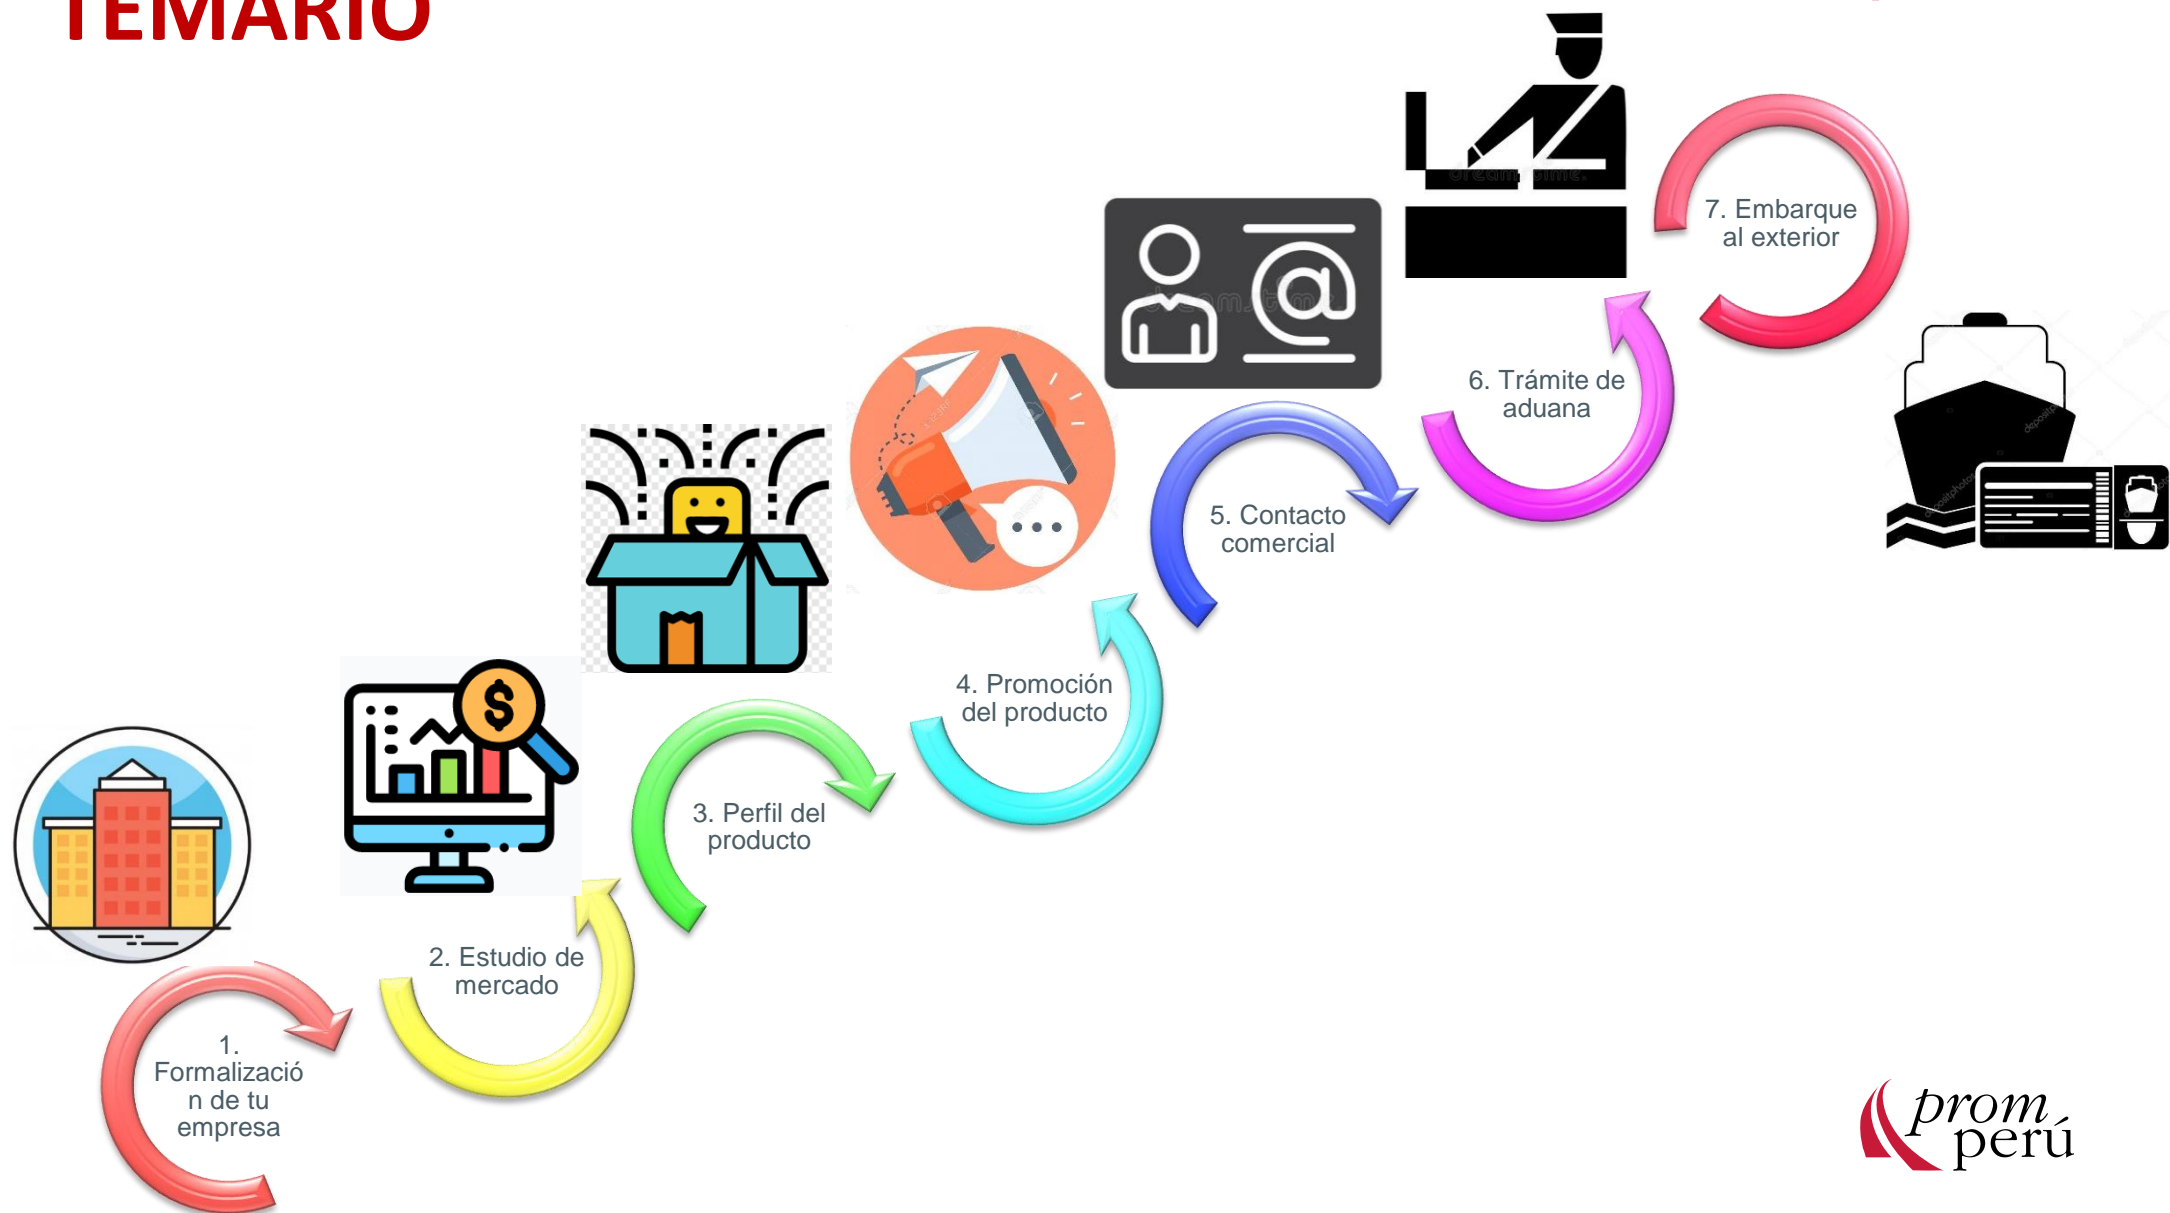 TEMARIO
1.
Formalizació
n de tu
empresa
2. Estudio de
mercado
3. Perfil del
producto
4. Promoción
del producto
5. Contacto
comercial
6. Trámite de
aduana
7. Embarque
al exterior
prom
perú